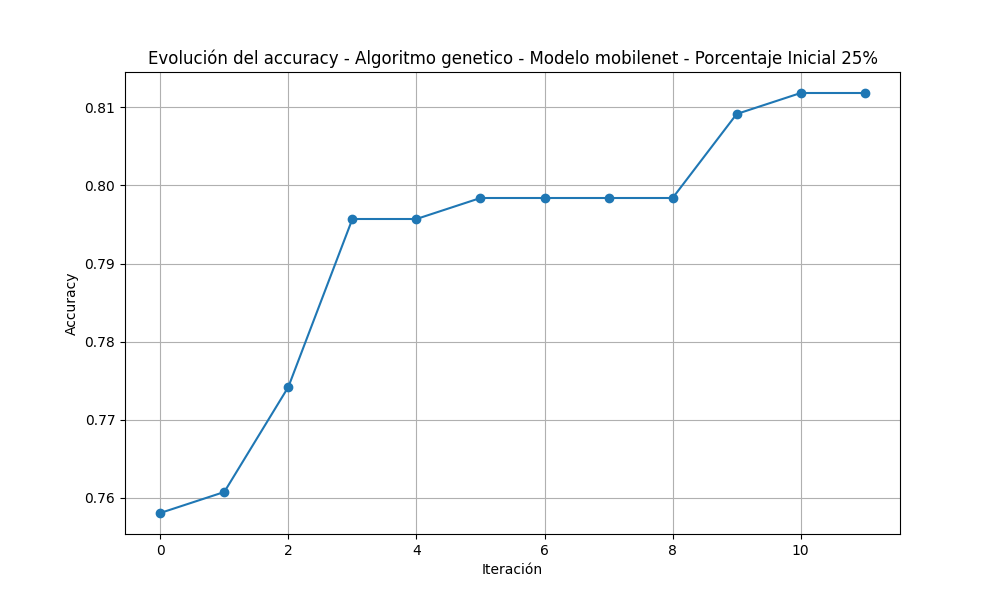 Evolución del accuracy - Algoritmo genetico - Modelo mobilenet - Porcentaje Inicial 25%
0.81
0.80
0.79
0.78
0.77
0.76
Accuracy
0 2 4 6 8 10
Iteración